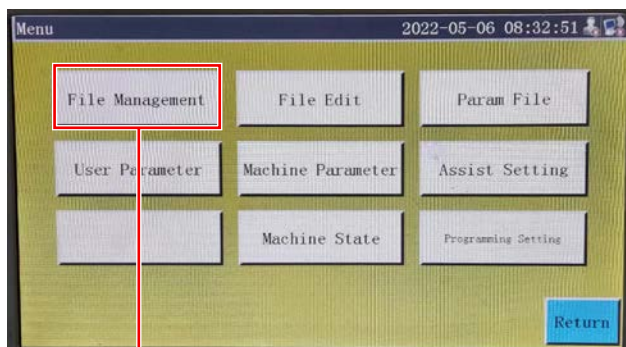 Menu 2022-05-06 08:32:51
File Management File Edit Param File
User Parameter Machine Parameter Assist Setting
Machine State Programming Setting
Return